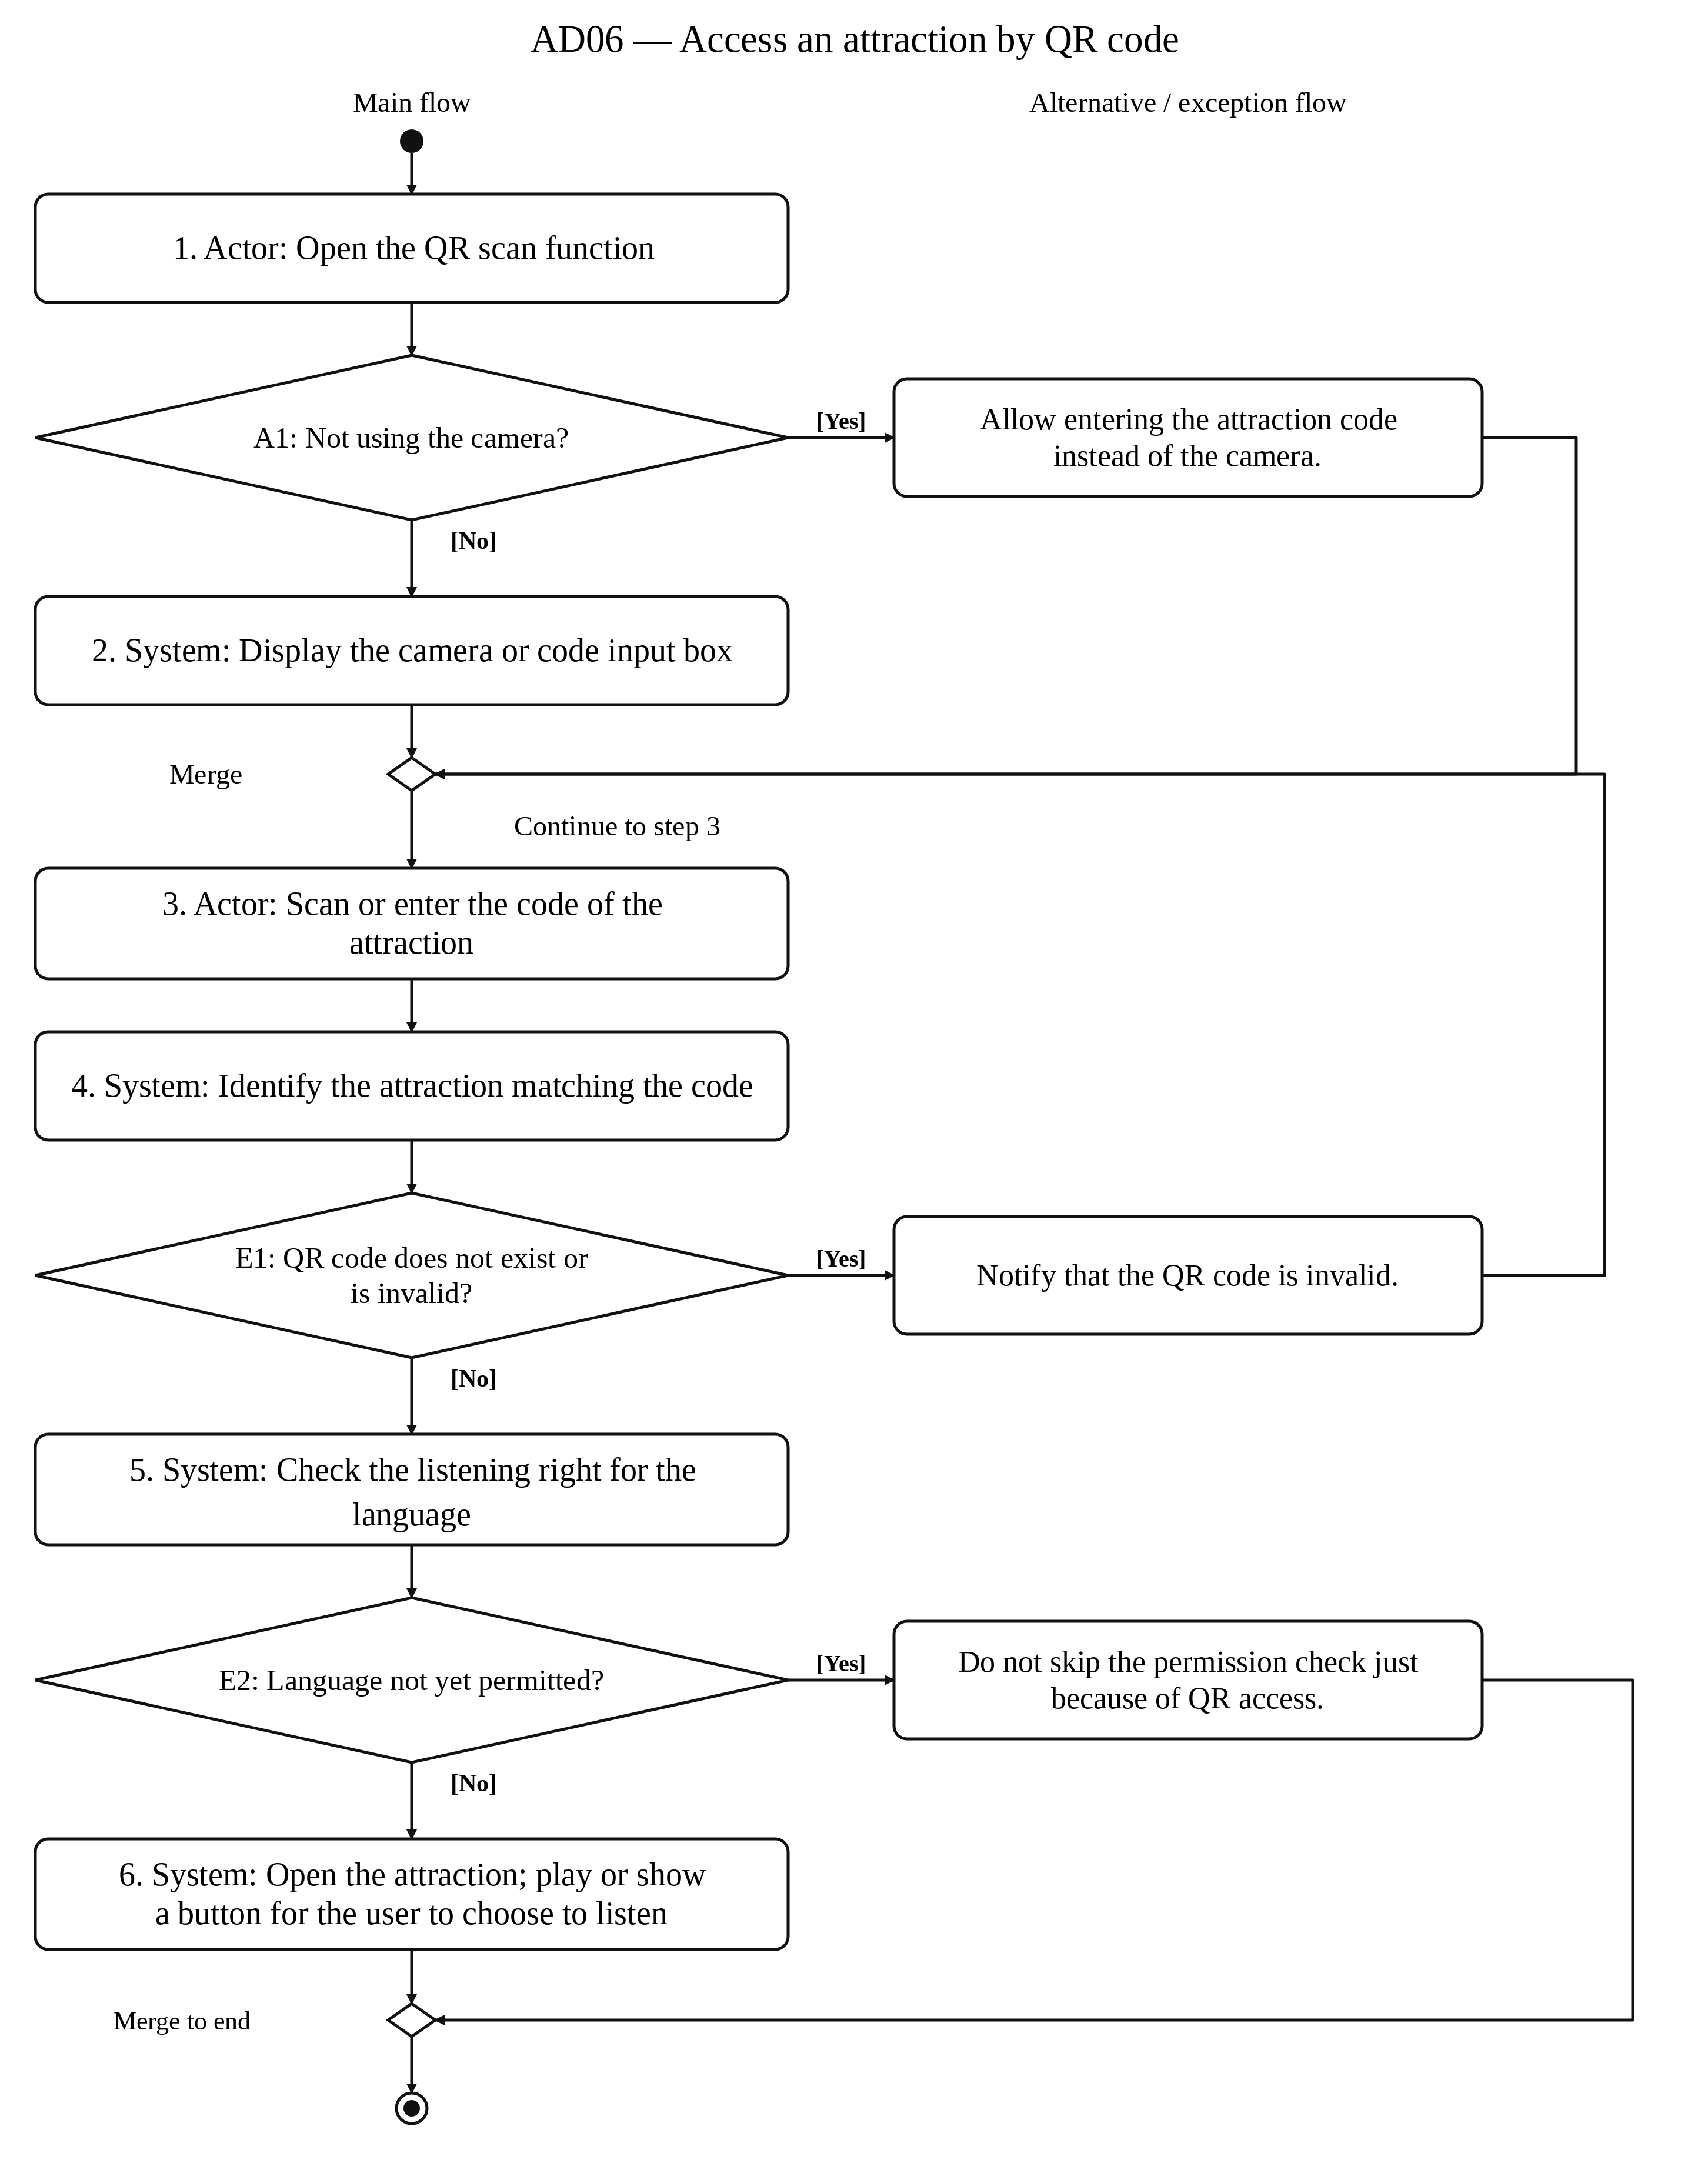 AD06 — Access an attraction by QR code
Main flow
Alternative / exception flow
1. Actor: Open the QR scan function
A1: Not using the camera?
[Yes]
Allow entering the attraction code
instead of the camera.
[No]
2. System: Display the camera or code input box
Merge
Continue to step 3
3. Actor: Scan or enter the code of the
attraction
4. System: Identify the attraction matching the code
E1: QR code does not exist or
is invalid?
[Yes]
Notify that the QR code is invalid.
[No]
5. System: Check the listening right for the
language
E2: Language not yet permitted?
[Yes]
Do not skip the permission check just
because of QR access.
[No]
6. System: Open the attraction; play or show
a button for the user to choose to listen
Merge to end